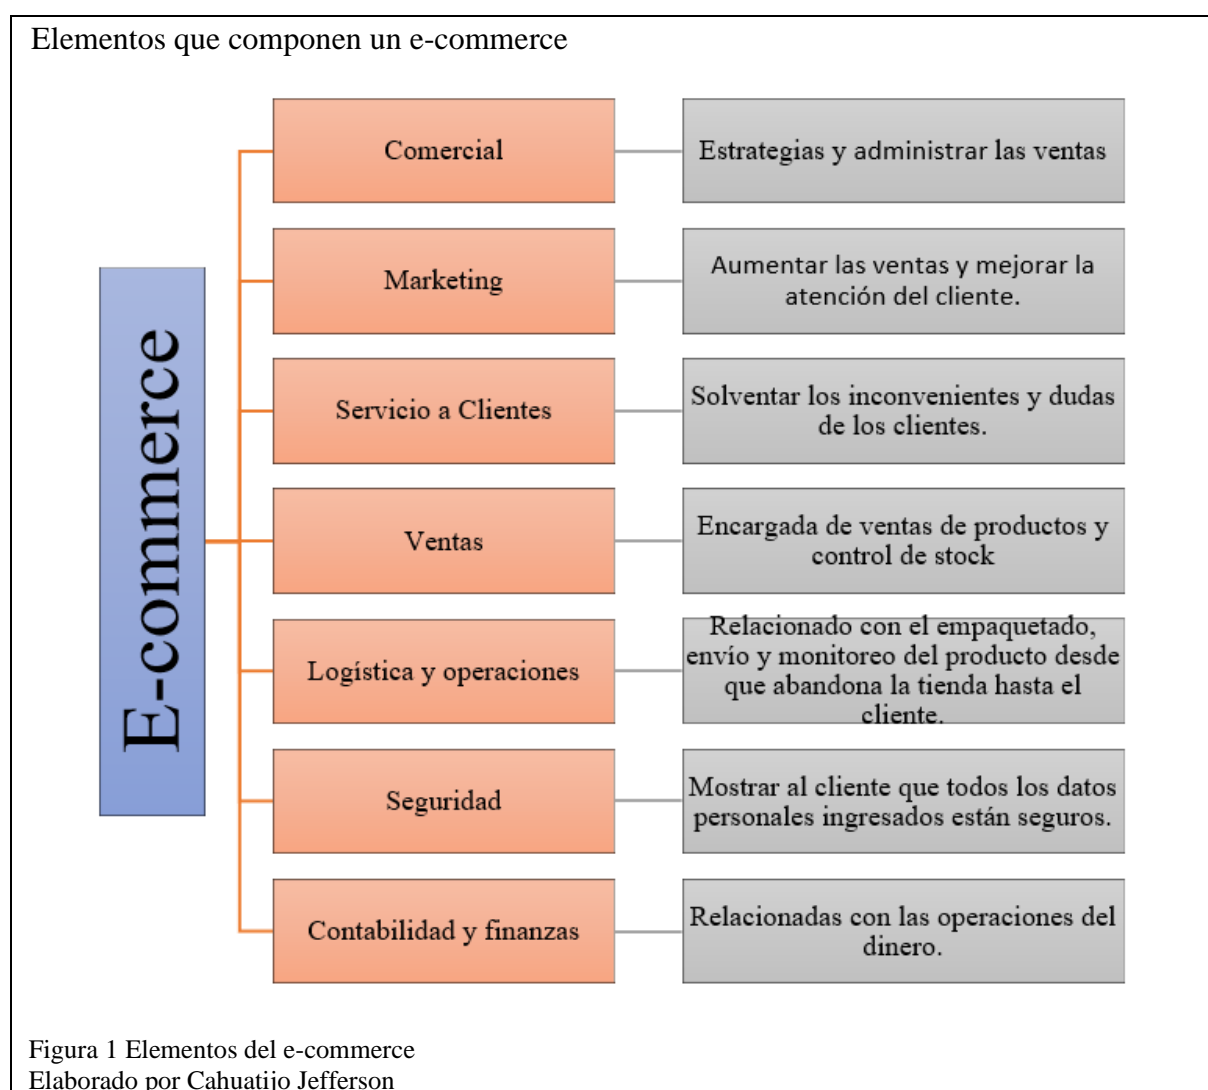 Elementos que componen un e-commerce
E-commerce
Comercial
Estrategias y administrar las ventas
Marketing
Aumentar las ventas y mejorar la
atención del cliente.
Servicio a Clientes
Solventar los inconvenientes y dudas
de los clientes.
Ventas
Encargada de ventas de productos y
control de stock
Logística y operaciones
Relacionado con el empaquetado,
envío y monitoreo del producto desde
que abandona la tienda hasta el
cliente.
Seguridad
Mostrar al cliente que todos los datos
personales ingresados están seguros.
Contabilidad y finanzas
Relacionadas con las operaciones del
dinero.
Figura 1 Elementos del e-commerce
Elaborado por Cahuatijo Jefferson